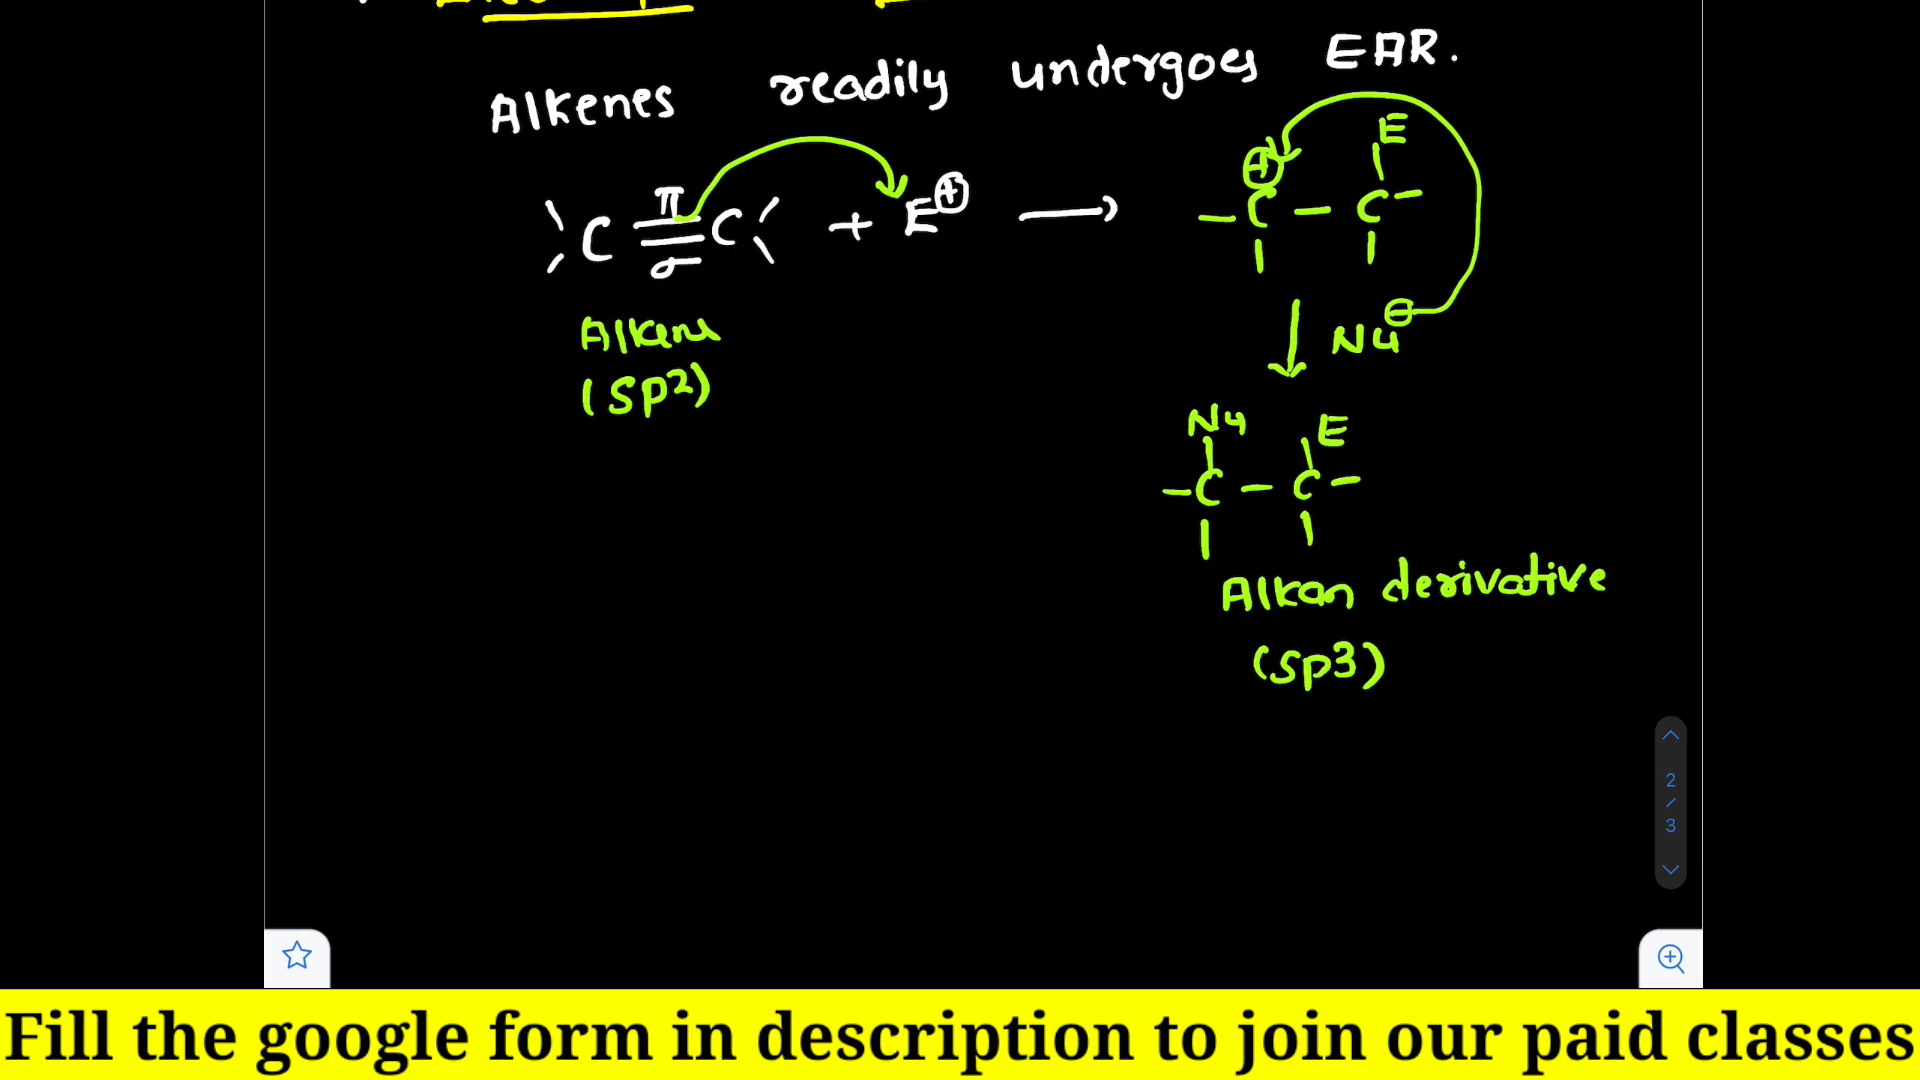 Alkenes readily undergoes EAR.
C π σ C + E⊕ ⟶ –C⊕ – C– E
Alkene
(sp2)
Nu⊖
Nu E
–C – C–
Alkan derivative
(sp3)
2
/
3
Fill the google form in description to join our paid classes